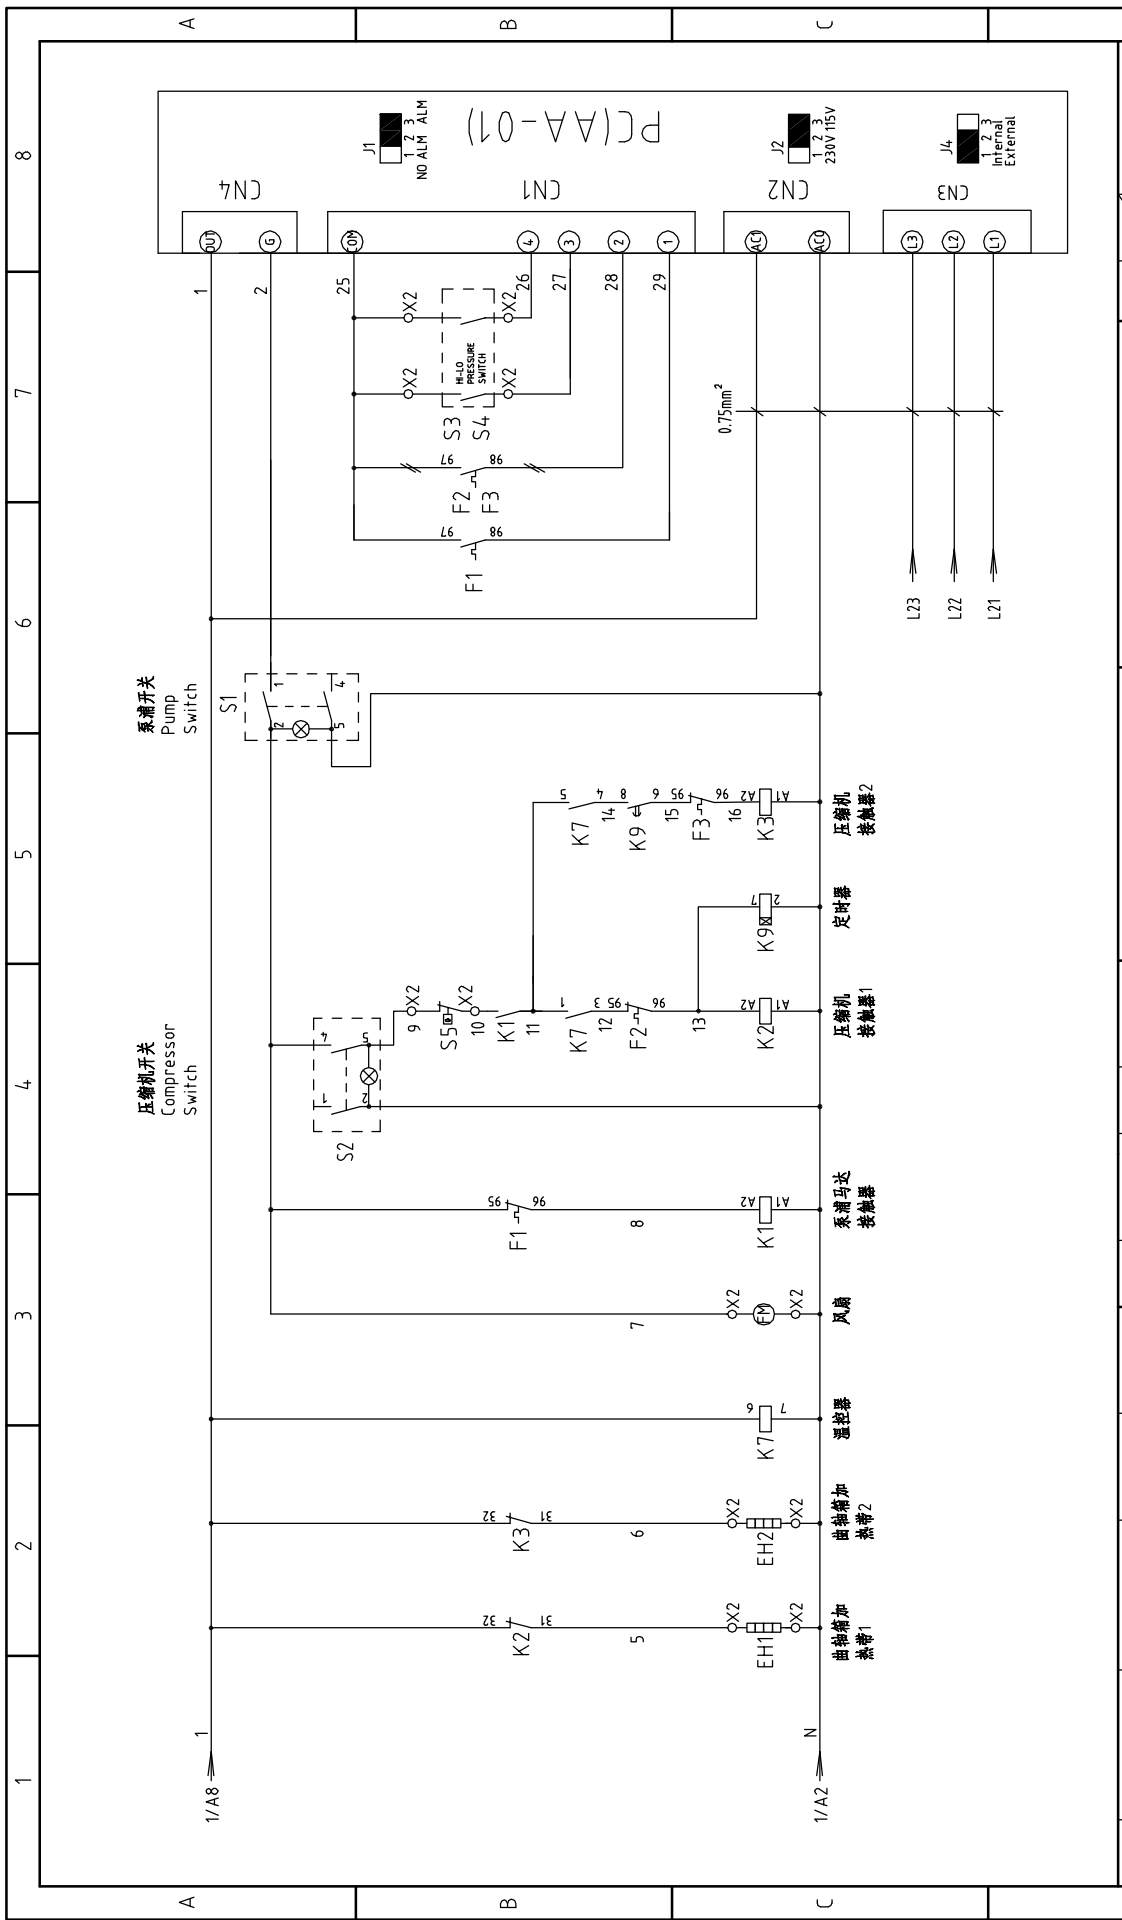 A
B
C
8
7
6
5
4
3
2
1
PC(AA-01)
J1
1 2 3
NO ALM ALM
J2
1 2 3
230V 115V
J4
1 2 3
Internal
External
CN4
CN1
CN2
CN3
OUT
G
COM
4
3
2
1
AC1
AC0
L3
L2
L1
1
2
25
26
27
28
29
X2
X2
X2
X2
HI-LO
PRESSURE
SWITCH
S3
S4
0.75mm²
97
98
F2
F3
97
98
F1
L23
L22
L21
泵浦开关
Pump
Switch
S1
1
2
4
5
5
4
K7
14
8
6
K9
15
95
96
F3
16
A2
A1
K3
压缩机
接触器2
7
2
K9
定时器
压缩机开关
Compressor
Switch
S2
4
5
1
2
X2
9
S5
X2
10
K1
11
1
3
K7
12
95
96
F2
13
A2
A1
K2
压缩机
接触器1
95
96
F1
8
A2
A1
K1
泵浦马达
接触器
7
X2
FM
X2
风扇
6
7
K7
温控器
32
31
K3
6
X2
EH2
X2
曲轴箱加
热带2
32
31
K2
5
X2
EH1
X2
曲轴箱加
热带1
1
1/A8
N
1/A2
A
B
C